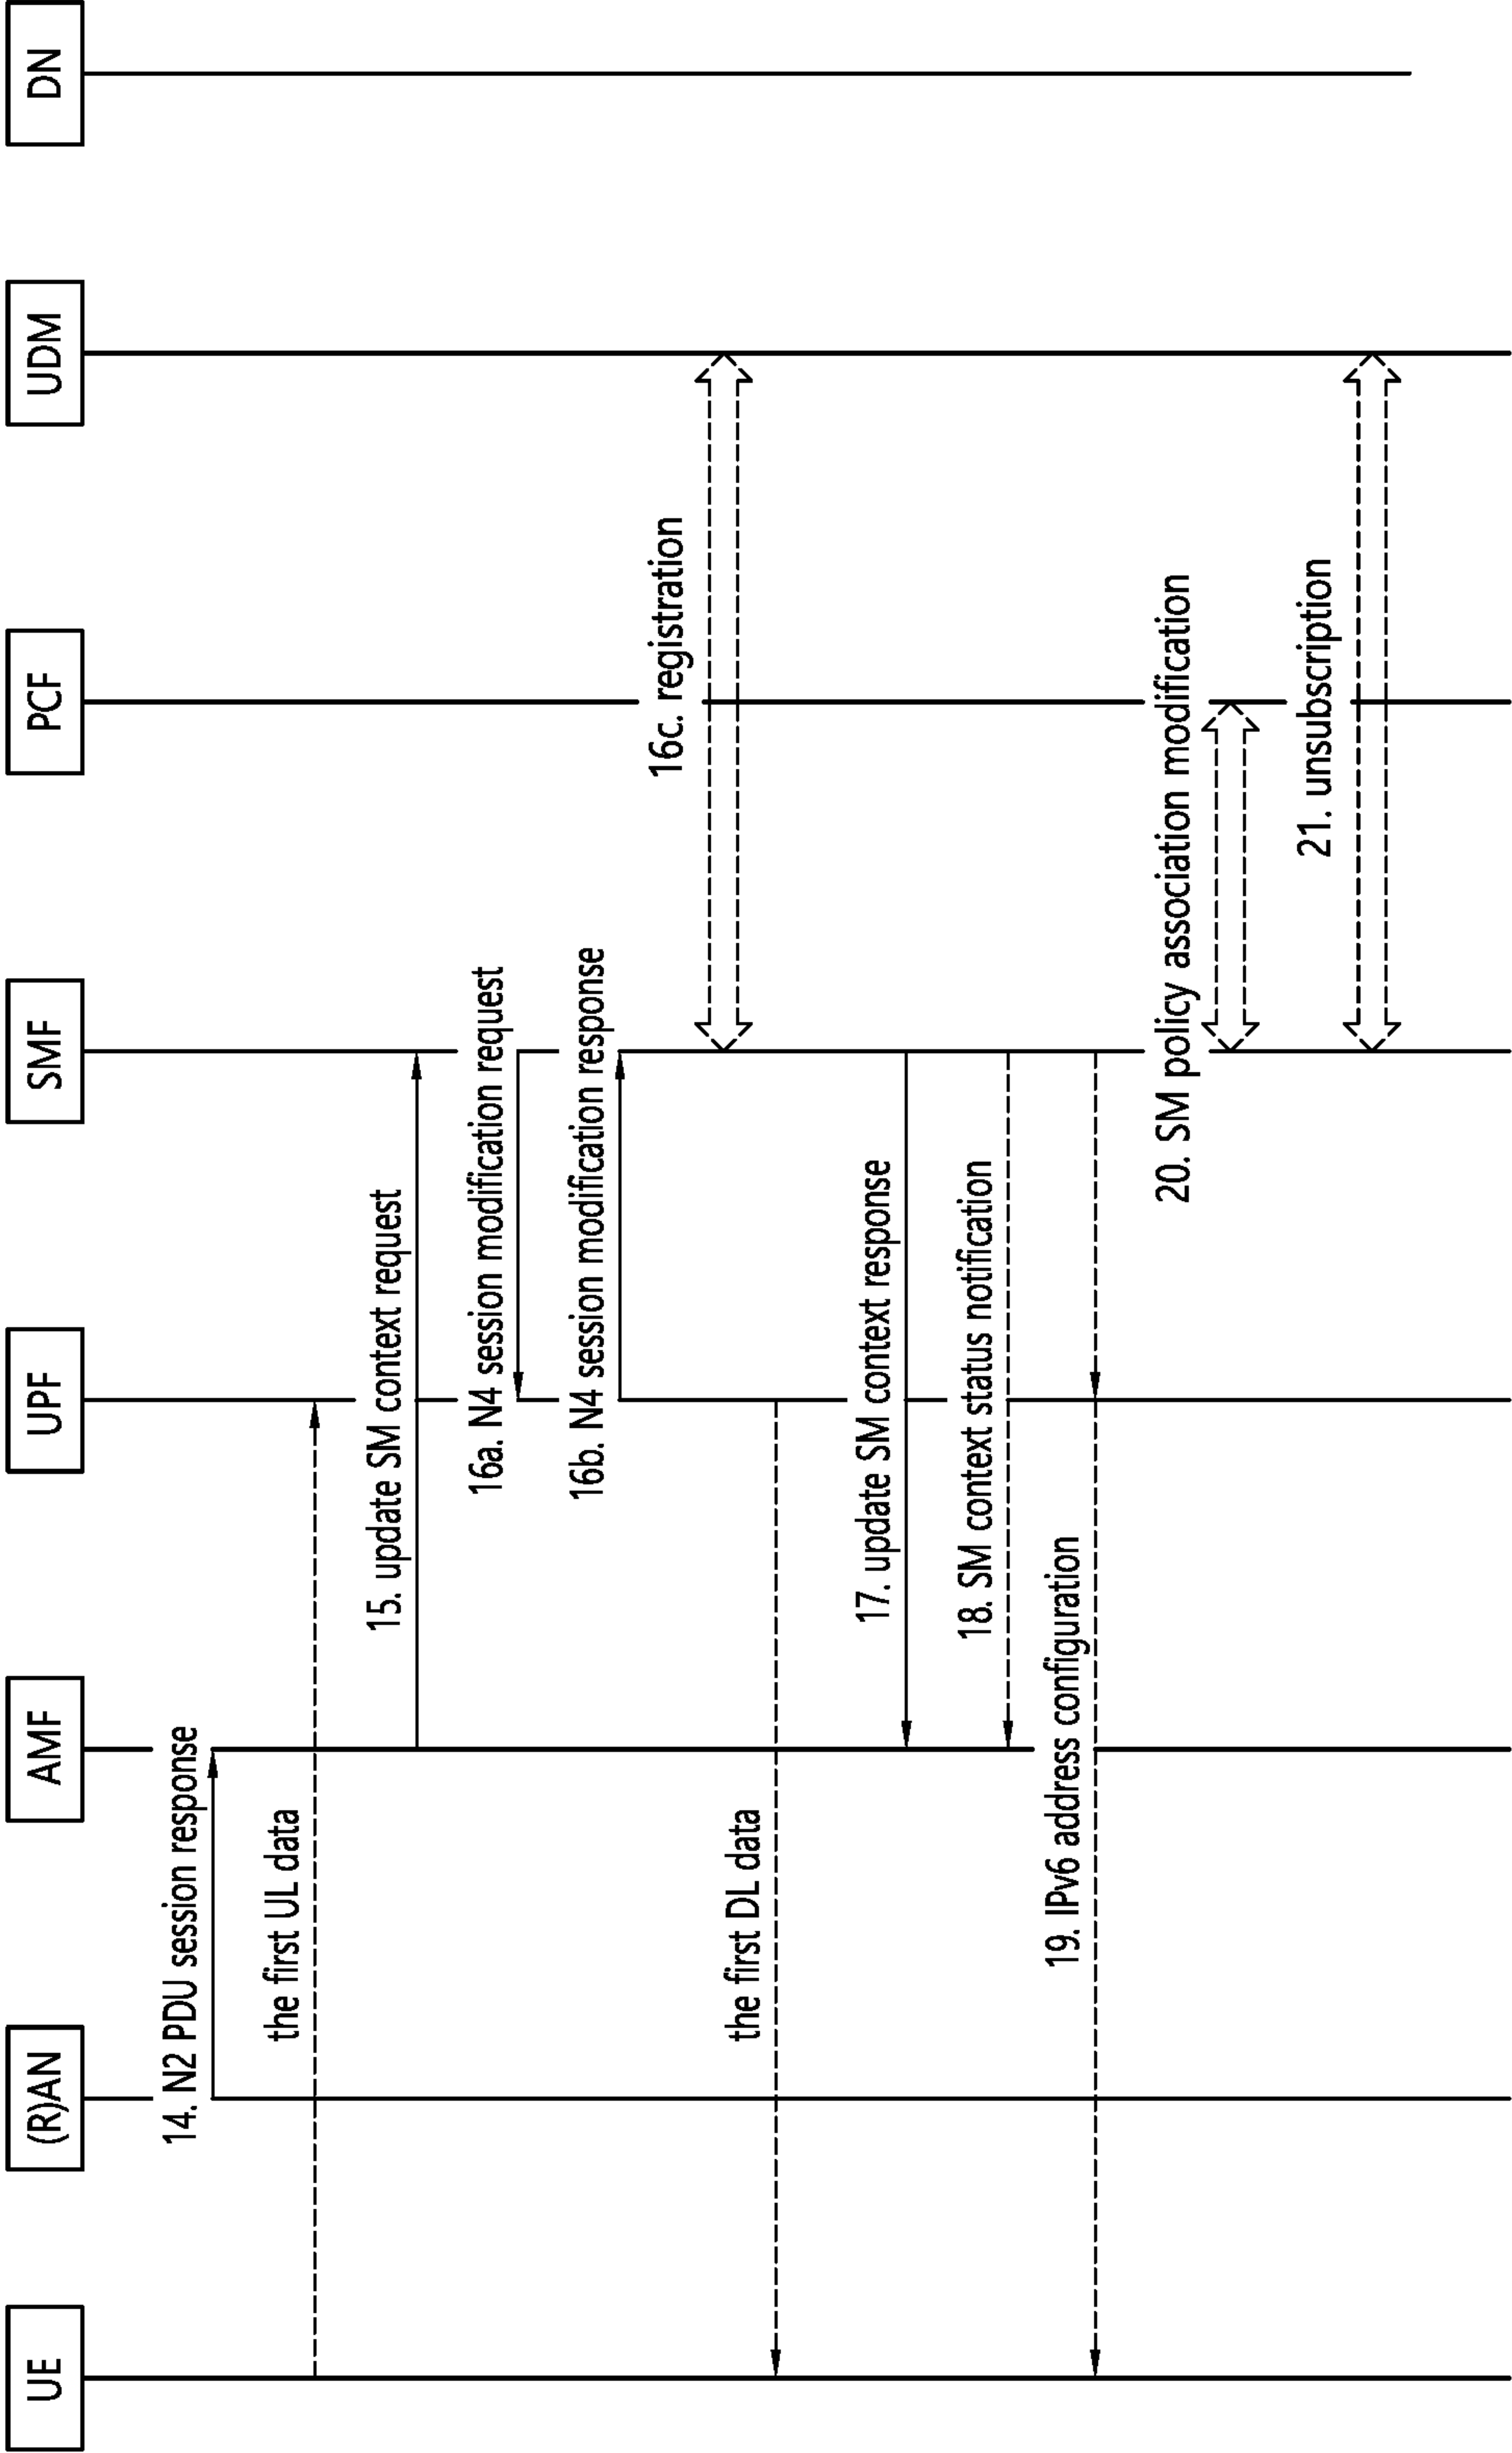 UE
(R)AN
AMF
UPF
SMF
PCF
UDM
DN
14. N2 PDU session response
the first UL data
15. update SM context request
16a. N4 session modification request
16b. N4 session modification response
16c. registration
the first DL data
17. update SM context response
18. SM context status notification
19. IPv6 address configuration
20. SM policy association modification
21. unsubscription